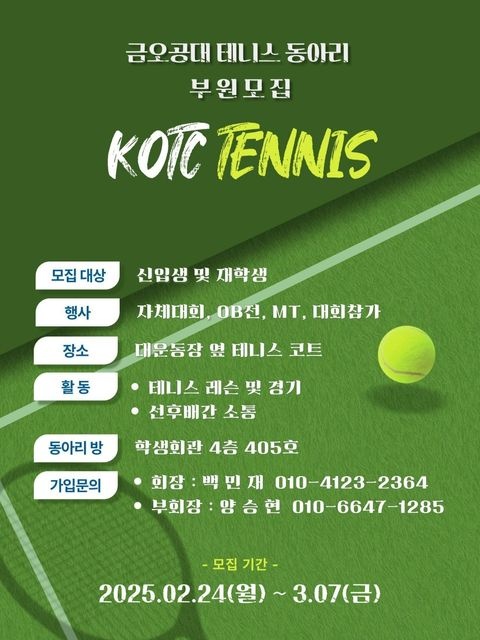 금오공대 테니스 동아리
부원모집
KOTC TENNIS
모집 대상 신입생 및 재학생
행사 자체대회, OB전, MT, 대회참가
장소 대운동장 옆 테니스 코트
활 동 • 테니스 레슨 및 경기
• 선후배간 소통
동아리 방 학생회관 4층 405호
가입문의 • 회장 : 백 민 재 010-4123-2364
• 부회장 : 양 승 현 010-6647-1285
- 모집 기간 -
2025.02.24(월) ~ 3.07(금)